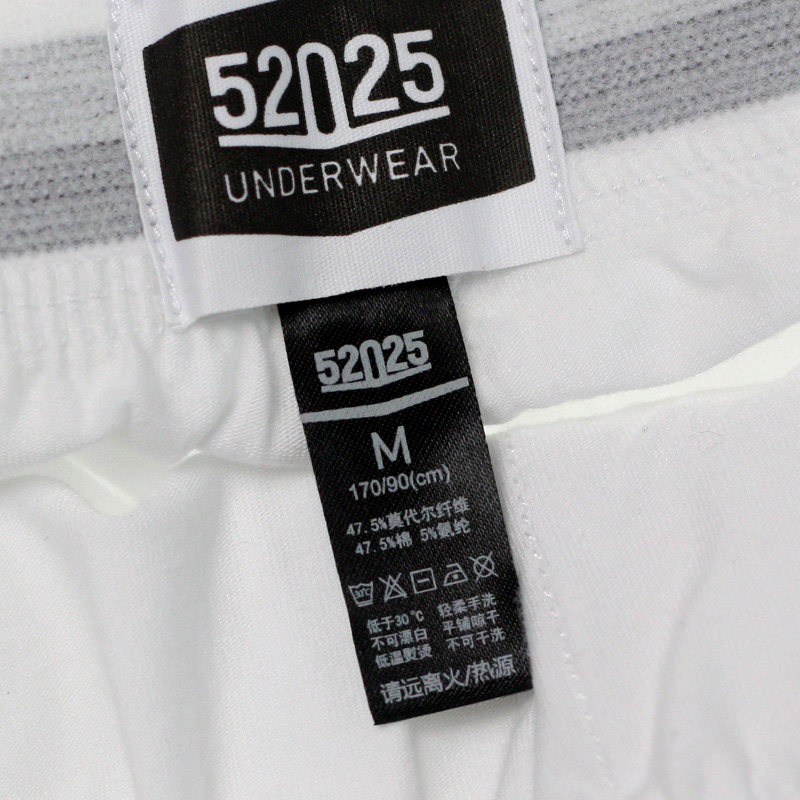 52025
UNDERWEAR
52025
M
170/90(cm)
47.5%莫代尔纤维
47.5%棉 5%氨纶
30℃
低于30℃ 轻柔手洗
不可漂白 平铺晾干
低温熨烫 不可干洗
请远离火/热源